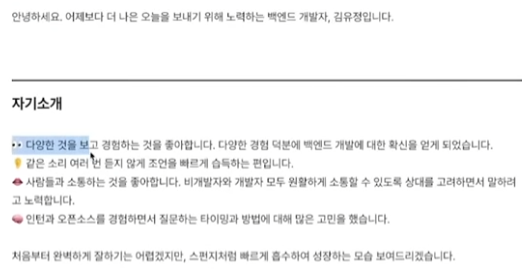 안녕하세요. 어제보다 더 나은 오늘을 보내기 위해 노력하는 백엔드 개발자, 김유정입니다.
자기소개
👀 다양한 것을 보고 경험하는 것을 좋아합니다. 다양한 경험 덕분에 백엔드 개발에 대한 확신을 얻게 되었습니다.
💡 같은 소리 여러 번 듣지 않게 조언을 빠르게 습득하는 편입니다.
👄 사람들과 소통하는 것을 좋아합니다. 비개발자와 개발자 모두 원활하게 소통할 수 있도록 상대를 고려하면서 말하려
고 노력합니다.
🧠 인턴과 오픈소스를 경험하면서 질문하는 타이밍과 방법에 대해 많은 고민을 했습니다.
처음부터 완벽하게 잘하기는 어렵겠지만, 스펀지처럼 빠르게 흡수하여 성장하는 모습 보여드리겠습니다.